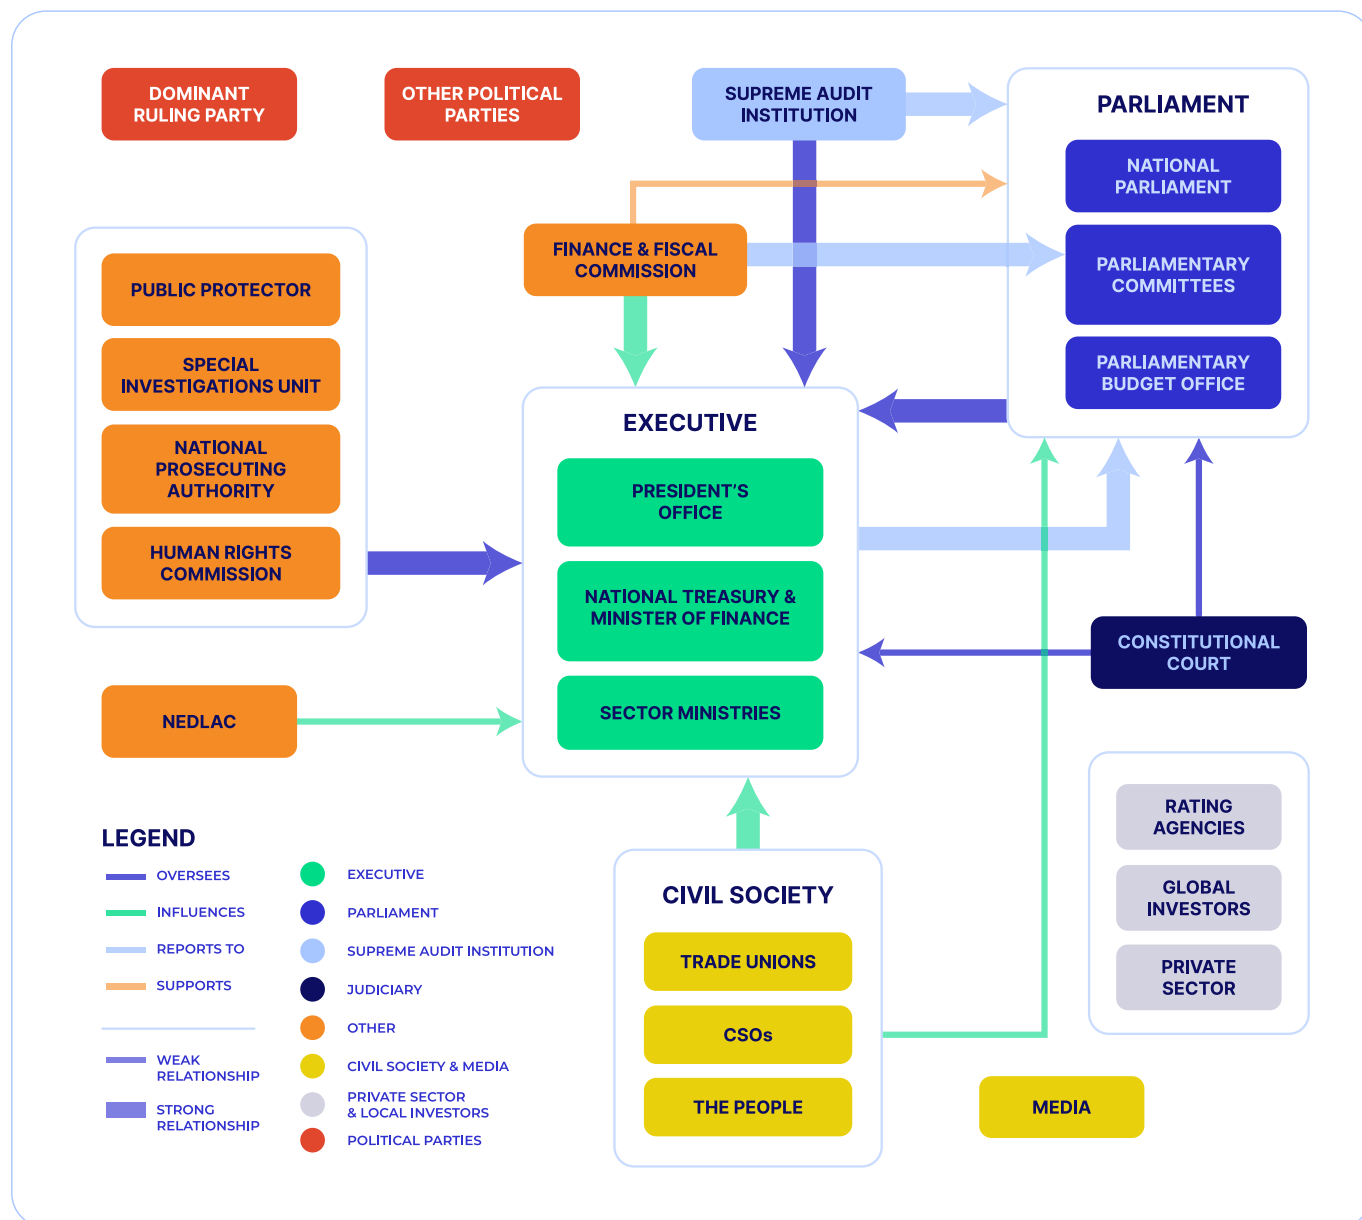 DOMINANT
RULING PARTY
OTHER POLITICAL
PARTIES
SUPREME AUDIT
INSTITUTION
PARLIAMENT
NATIONAL
PARLIAMENT
PARLIAMENTARY
COMMITTEES
PARLIAMENTARY
BUDGET OFFICE
FINANCE & FISCAL
COMMISSION
PUBLIC PROTECTOR
SPECIAL
INVESTIGATIONS UNIT
NATIONAL
PROSECUTING
AUTHORITY
HUMAN RIGHTS
COMMISSION
EXECUTIVE
PRESIDENT’S
OFFICE
NATIONAL TREASURY &
MINISTER OF FINANCE
SECTOR MINISTRIES
CONSTITUTIONAL
COURT
NEDLAC
RATING
AGENCIES
GLOBAL
INVESTORS
PRIVATE
SECTOR
CIVIL SOCIETY
TRADE UNIONS
CSOs
THE PEOPLE
MEDIA
LEGEND
OVERSEES
INFLUENCES
REPORTS TO
SUPPORTS
WEAK
RELATIONSHIP
STRONG
RELATIONSHIP
EXECUTIVE
PARLIAMENT
SUPREME AUDIT INSTITUTION
JUDICIARY
OTHER
CIVIL SOCIETY & MEDIA
PRIVATE SECTOR
& LOCAL INVESTORS
POLITICAL PARTIES